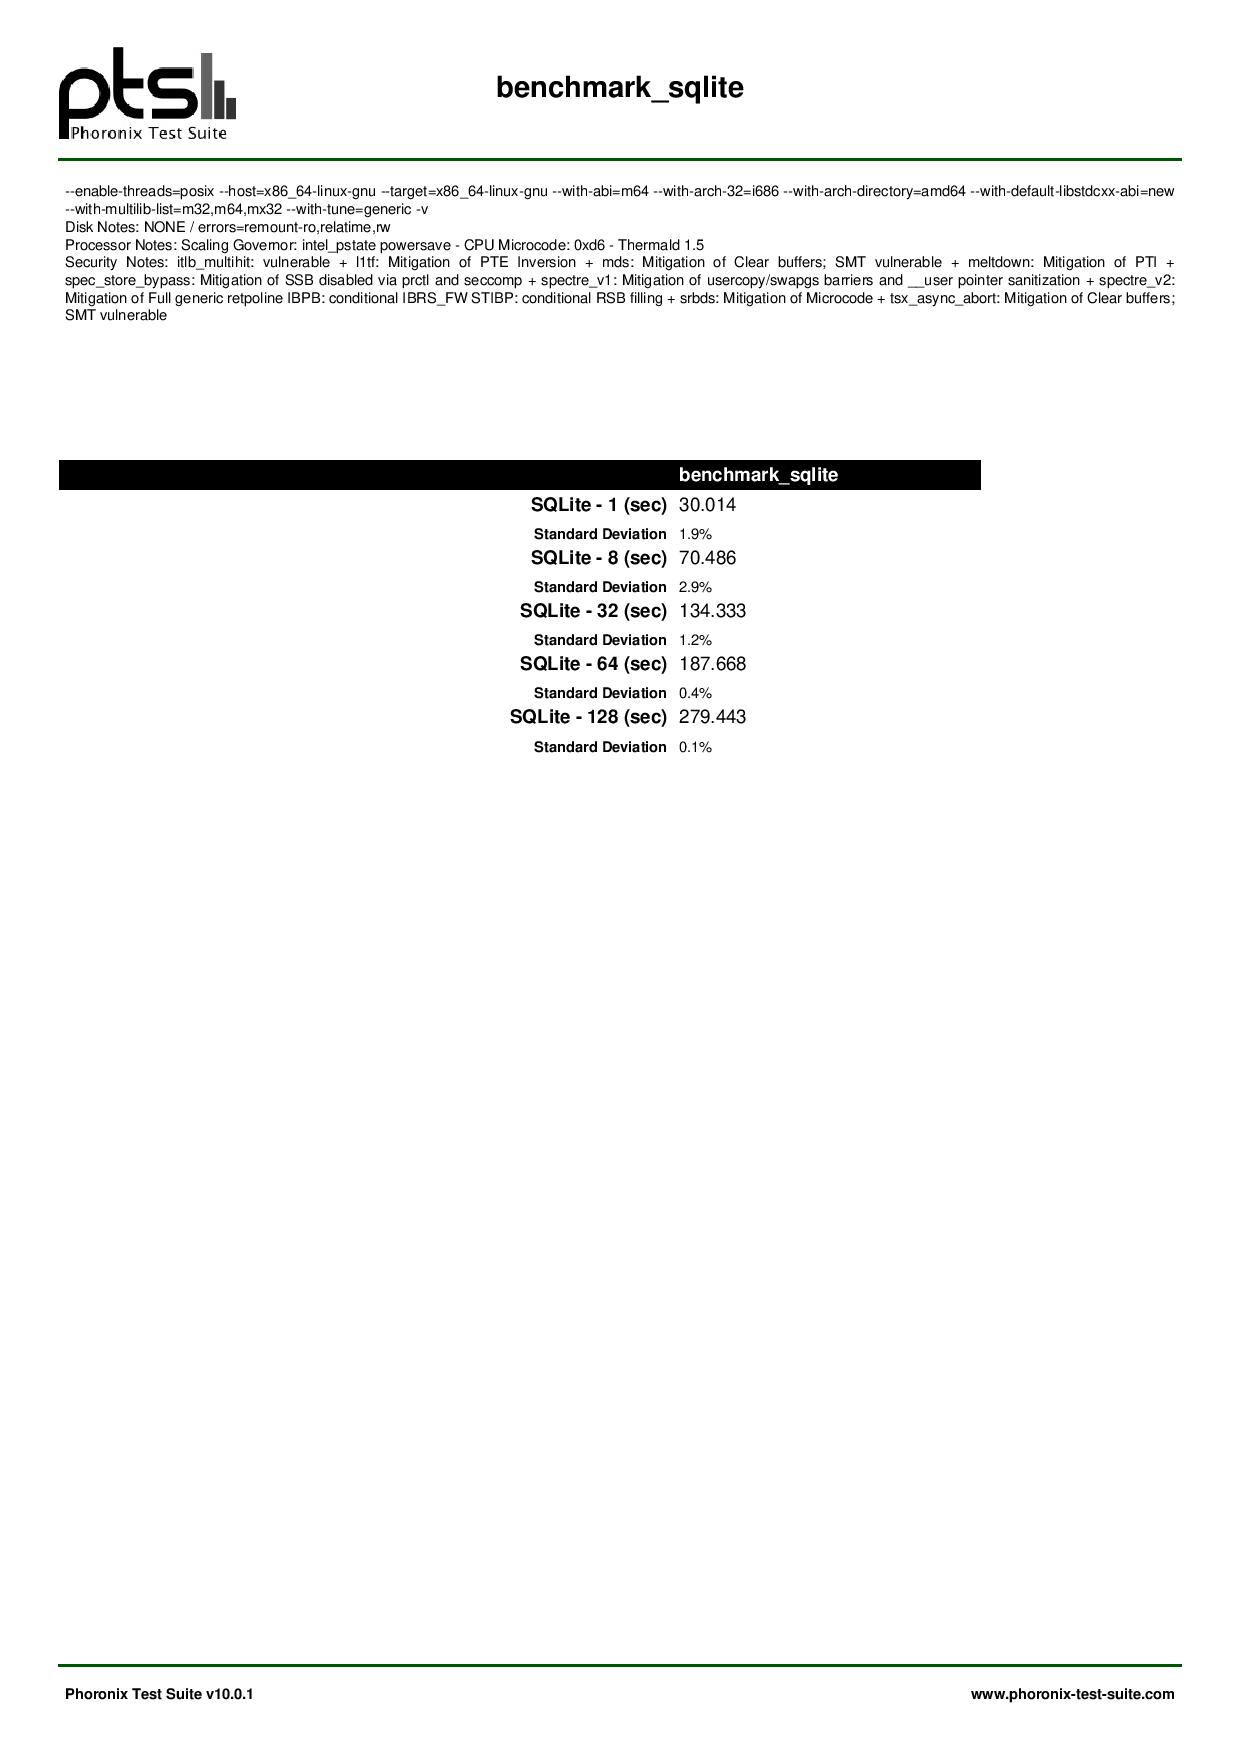 pts
Phoronix Test Suite
benchmark_sqlite
--enable-threads=posix --host=x86_64-linux-gnu --target=x86_64-linux-gnu --with-abi=m64 --with-arch-32=i686 --with-arch-directory=amd64 --with-default-libstdcxx-abi=new
--with-multilib-list=m32,m64,mx32 --with-tune=generic -v
Disk Notes: NONE / errors=remount-ro,relatime,rw
Processor Notes: Scaling Governor: intel_pstate powersave - CPU Microcode: 0xd6 - Thermald 1.5
Security Notes: itlb_multihit: vulnerable + l1tf: Mitigation of PTE Inversion + mds: Mitigation of Clear buffers; SMT vulnerable + meltdown: Mitigation of PTI +
spec_store_bypass: Mitigation of SSB disabled via prctl and seccomp + spectre_v1: Mitigation of usercopy/swapgs barriers and __user pointer sanitization + spectre_v2:
Mitigation of Full generic retpoline IBPB: conditional IBRS_FW STIBP: conditional RSB filling + srbds: Mitigation of Microcode + tsx_async_abort: Mitigation of Clear buffers;
SMT vulnerable
benchmark_sqlite
SQLite - 1 (sec) 30.014
Standard Deviation 1.9%
SQLite - 8 (sec) 70.486
Standard Deviation 2.9%
SQLite - 32 (sec) 134.333
Standard Deviation 1.2%
SQLite - 64 (sec) 187.668
Standard Deviation 0.4%
SQLite - 128 (sec) 279.443
Standard Deviation 0.1%
Phoronix Test Suite v10.0.1 www.phoronix-test-suite.com